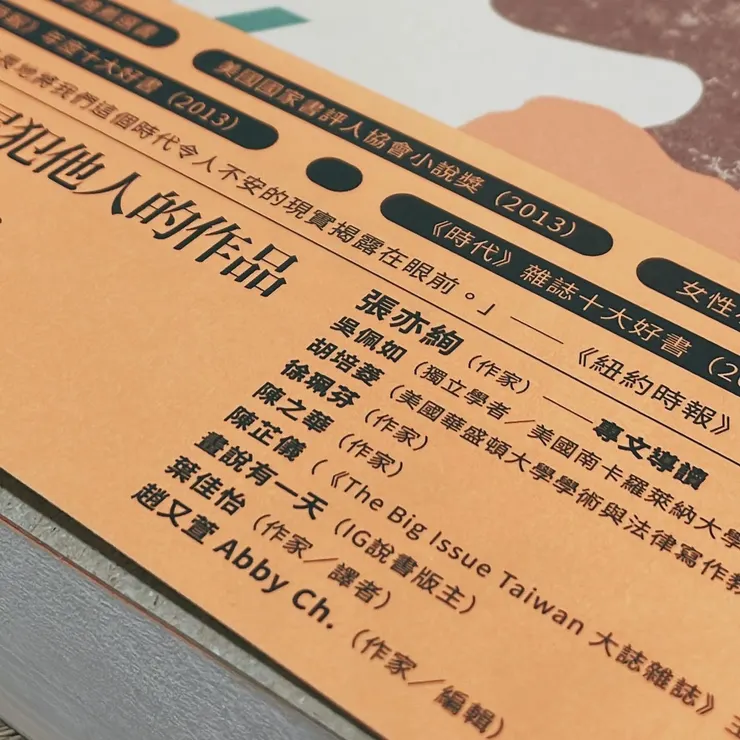 美國國家書評人協會小說獎（2013）
年度十大好書（2013）
女性
《時代》雜誌十大好書
地將我們這個時代令人不安的現實揭露在眼前。」——《紐約時報》
犯他人的作品
張亦絢（作家）——專文導讀
吳佩如（獨立學者／美國南卡羅萊納大學
胡培菱（美國華盛頓大學學術與法律寫作教
徐珮芬（作家）
陳之華（作家）
陳芷儀（《The Big Issue Taiwan 大誌雜誌》主
畫說有一天（IG說書版主）
葉佳怡（作家／譯者）
趙又萱 Abby Ch.（作家／編輯）